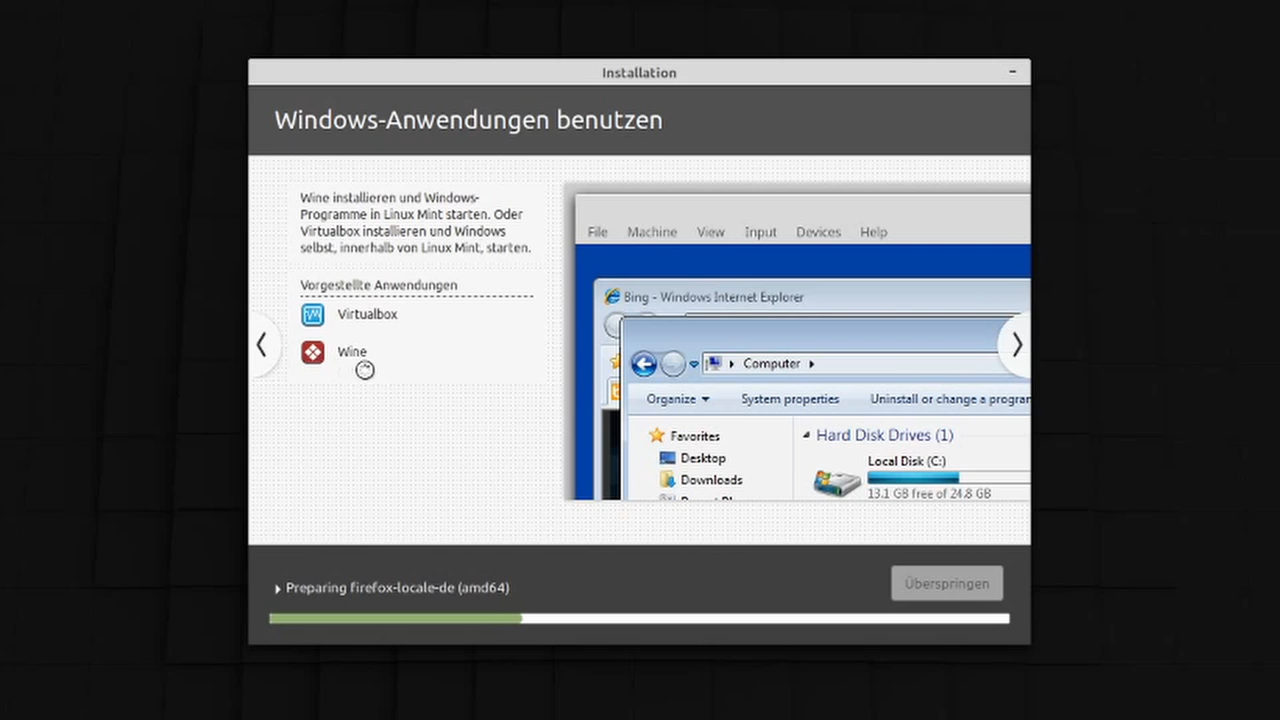 Installation
Windows-Anwendungen benutzen
Wine installieren und Windows-
Programme in Linux Mint starten. Oder
Virtualbox installieren und Windows
selbst, innerhalb von Linux Mint, starten.
Vorgestellte Anwendungen
Virtualbox
Wine
File Machine View Input Devices Help
Bing - Windows Internet Explorer
Computer
Organize System properties Uninstall or change a program
Favorites
Desktop
Downloads
Hard Disk Drives (1)
Local Disk (C:)
13.1 GB free of 24.8 GB
Preparing firefox-locale-de (amd64)
Überspringen